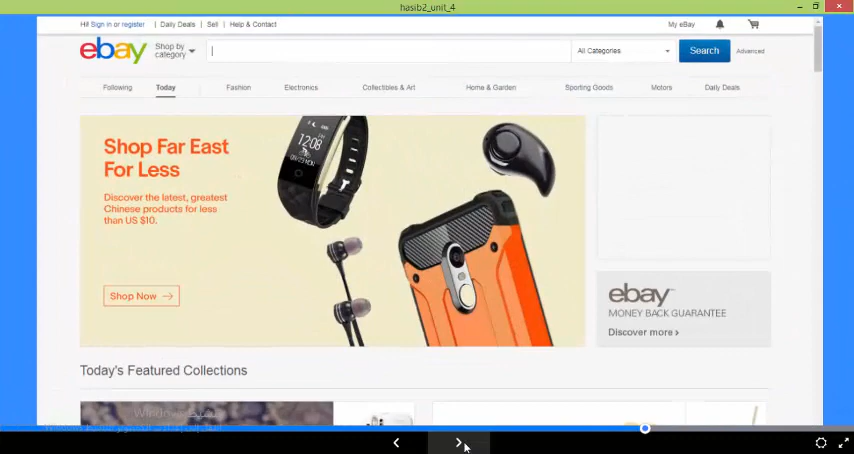 hasib2_unit_4
Hi! Sign in or register | Daily Deals | Sell | Help & Contact
My eBay
ebay
Shop by
category
All Categories
Search
Advanced
Following
Today
Fashion
Electronics
Collectibles & Art
Home & Garden
Sporting Goods
Motors
Daily Deals
Shop Far East
For Less
Discover the latest, greatest
Chinese products for less
than US $10.
Shop Now
12:08
ebay
MONEY BACK GUARANTEE
Discover more
Today's Featured Collections